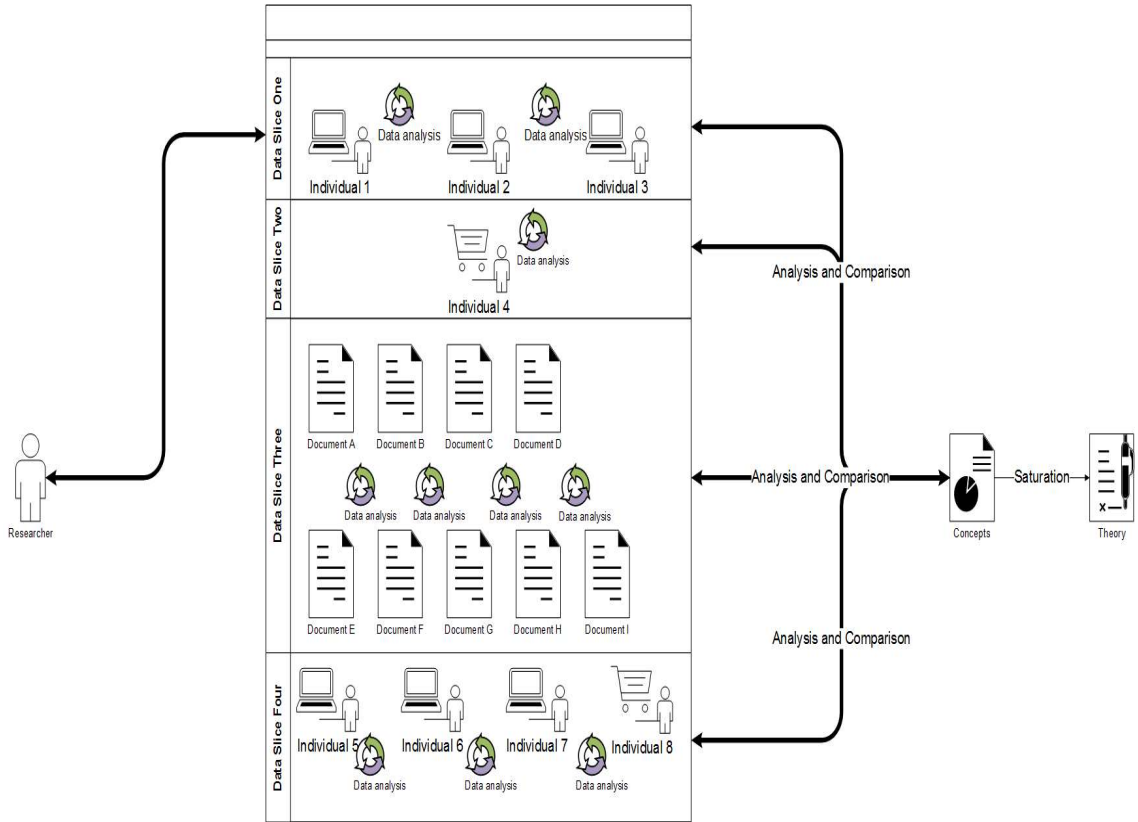 Data Slice One
Data analysis
Data analysis
Individual 1
Individual 2
Individual 3
Data Slice Two
Data analysis
Individual 4
Analysis and Comparison
Data Slice Three
Document A
Document B
Document C
Document D
Data analysis
Data analysis
Data analysis
Data analysis
Document E
Document F
Document G
Document H
Document I
Researcher
Analysis and Comparison
Concepts
Saturation
Theory
Analysis and Comparison
Data Slice Four
Individual 5
Individual 6
Individual 7
Individual 8
Data analysis
Data analysis
Data analysis